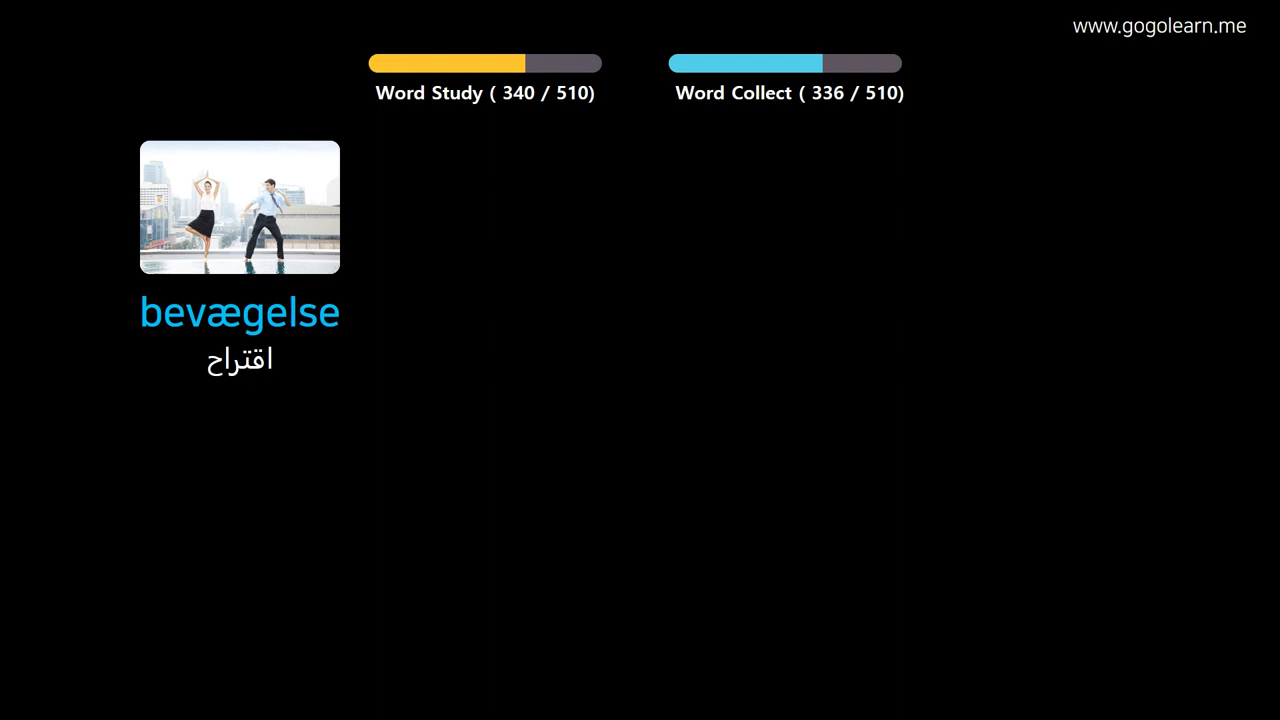 www.gogolearn.me
Word Study ( 340 / 510)
Word Collect ( 336 / 510)
bevægelse
اقتراح